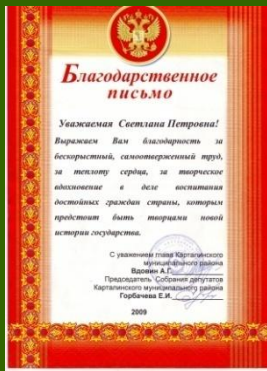 Благодарственное
письмо
Уважаемая Светлана Петровна!
Выражаем Вам благодарность за
бескорыстный, самоотверженный труд,
за теплоту сердца, за творческое
вдохновение в деле воспитания
достойных граждан страны, которым
предстоит быть творцами новой
истории государства.
С уважением глава Карталинского
муниципального района
Вдовин А.Г.
Председатель Собрания депутатов
Карталинского муниципального района
Горбачева Е.И.
2009